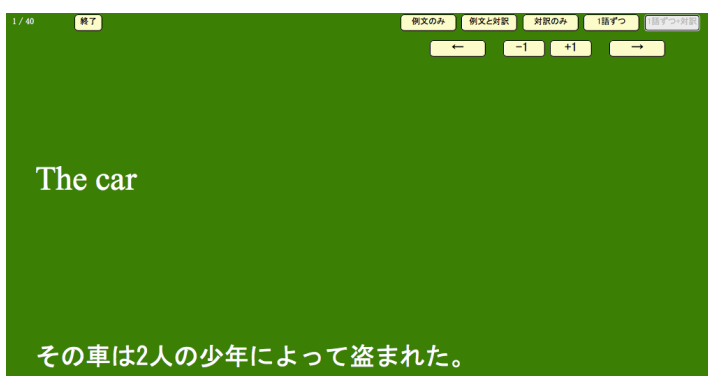 1 / 40 終了 例文のみ 例文と対訳 対訳のみ 1語ずつ 1語ずつ+対訳
← -1 +1 →
The car
その車は2人の少年によって盗まれた。